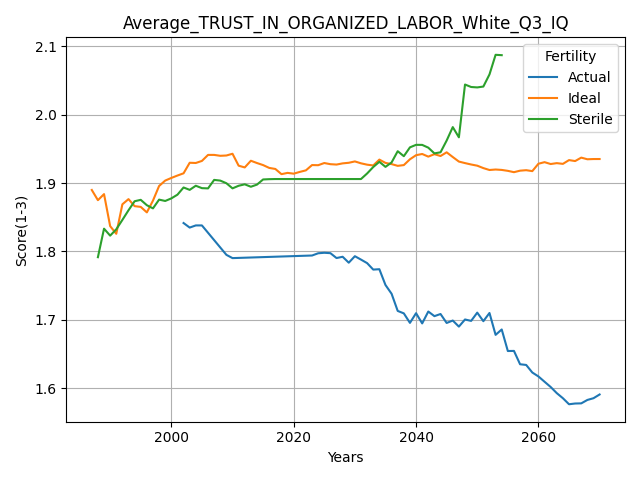 Average_TRUST_IN_ORGANIZED_LABOR_White_Q3_IQ
Fertility
Actual
Ideal
Sterile
Score(1-3)
2.1
2.0
1.9
1.8
1.7
1.6
2000
2020
2040
2060
Years